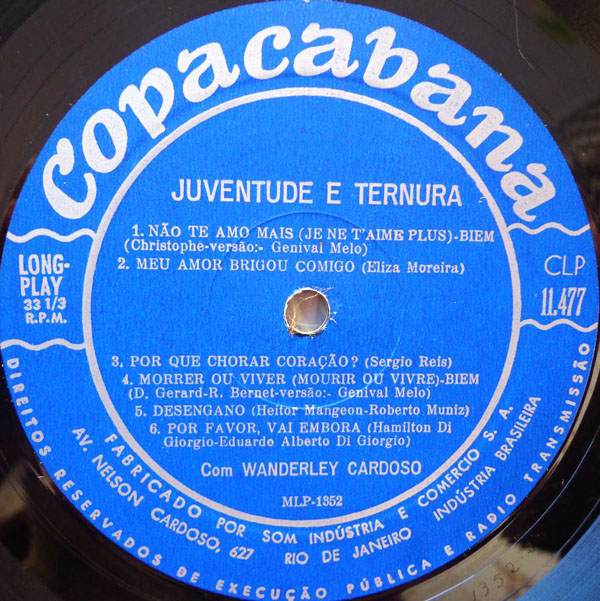 Copacabana
JUVENTUDE E TERNURA
1. NÃO TE AMO MAIS (JE NE T'AIME PLUS)-BIEM
(Christophe-versão:- Genival Melo)
2. MEU AMOR BRIGOU COMIGO (Eliza Moreira)
LONG-
PLAY
33 1/3
R.P.M.
CLP
11.477
3. POR QUE CHORAR CORAÇÃO? (Sergio Reis)
4. MORRER OU VIVER (MOURIR OU VIVRE)-BIEM
(D. Gerard-R. Bernet-versão:- Genival Melo)
5. DESENGANO (Heitor Mangeon-Roberto Muniz)
6. POR FAVOR, VAI EMBORA (Hamilton Di
Giorgio-Eduardo Alberto Di Giorgio)
Com WANDERLEY CARDOSO
MLP-1352
FABRICADO POR SOM INDÚSTRIA E COMERCIO S. A.
AV. NELSON CARDOSO, 627 RIO DE JANEIRO INDÚSTRIA BRASILEIRA
DIREITOS RESERVADOS DE EXECUÇÃO PÚBLICA E RADIO TRANSMISSÃO